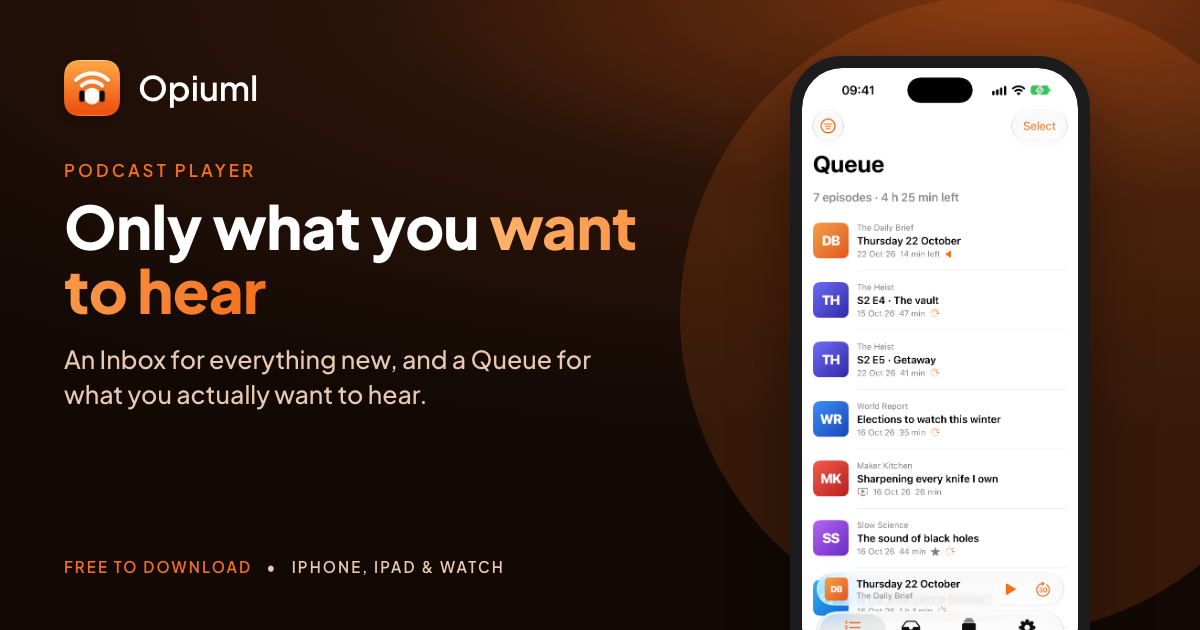 Opiuml
PODCAST PLAYER
Only what you want
to hear
An Inbox for everything new, and a Queue for
what you actually want to hear.
FREE TO DOWNLOAD • IPHONE, IPAD & WATCH
09:41
Select
Queue
7 episodes · 4 h 25 min left
DB
The Daily Brief
Thursday 22 October
22 Oct 26 14 min left
TH
The Heist
S2 E4 · The vault
15 Oct 26 47 min
TH
The Heist
S2 E5 · Getaway
22 Oct 26 41 min
WR
World Report
Elections to watch this winter
16 Oct 26 35 min
MK
Maker Kitchen
Sharpening every knife I own
16 Oct 26 26 min
SS
Slow Science
The sound of black holes
16 Oct 26 44 min
DB
Thursday 22 October
The Daily Brief
30
16 Oct 26 1 h 1 min